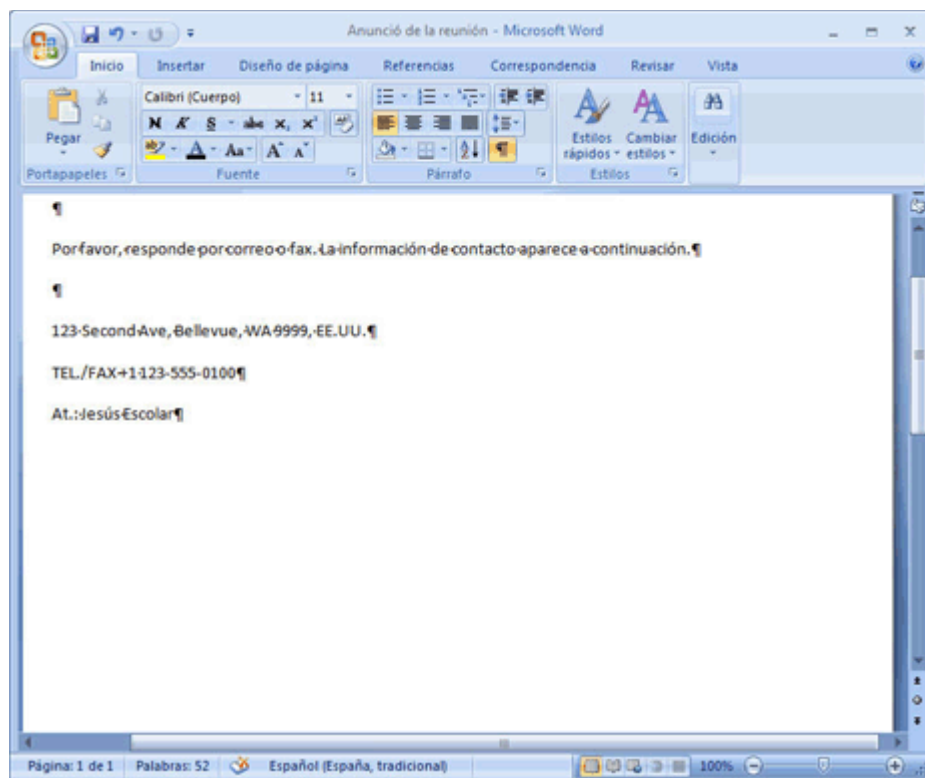 Anunció de la reunión - Microsoft Word
Inicio Insertar Diseño de página Referencias Correspondencia Revisar Vista
Calibri (Cuerpo) 11
Pegar
N K S abc x, x²
Aa A A
Estilos rápidos Cambiar estilos Edición
Portapapeles Fuente Párrafo Estilos
¶
Por favor, responde por correo o fax. La información de contacto aparece a continuación.¶
¶
123 Second Ave, Bellevue, WA 9999, EE.UU.¶
TEL./FAX +1 123-555-0100¶
At.: Jesús Escolar¶
Página: 1 de 1 Palabras: 52 Español (España, tradicional) 100%